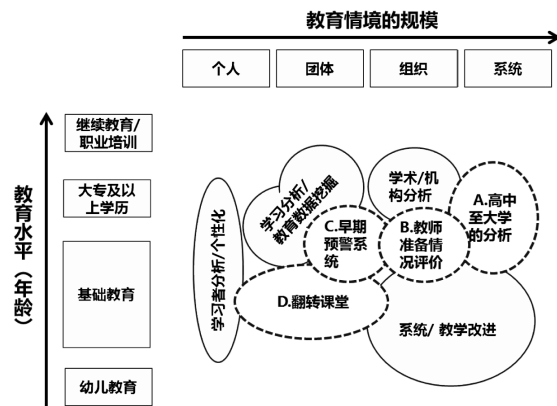 教育情境的规模
个人
团体
组织
系统
教育水平（年龄）
继续教育/
职业培训
大专及以
上学历
基础教育
幼儿教育
学习者分析/个性化
学习分析/
教育数据挖掘
学术/机
构分析
A.高中
至大学
的分析
C.早期
预警系
统
B.教师
准备情
况评价
D.翻转课堂
系统/ 教学改进